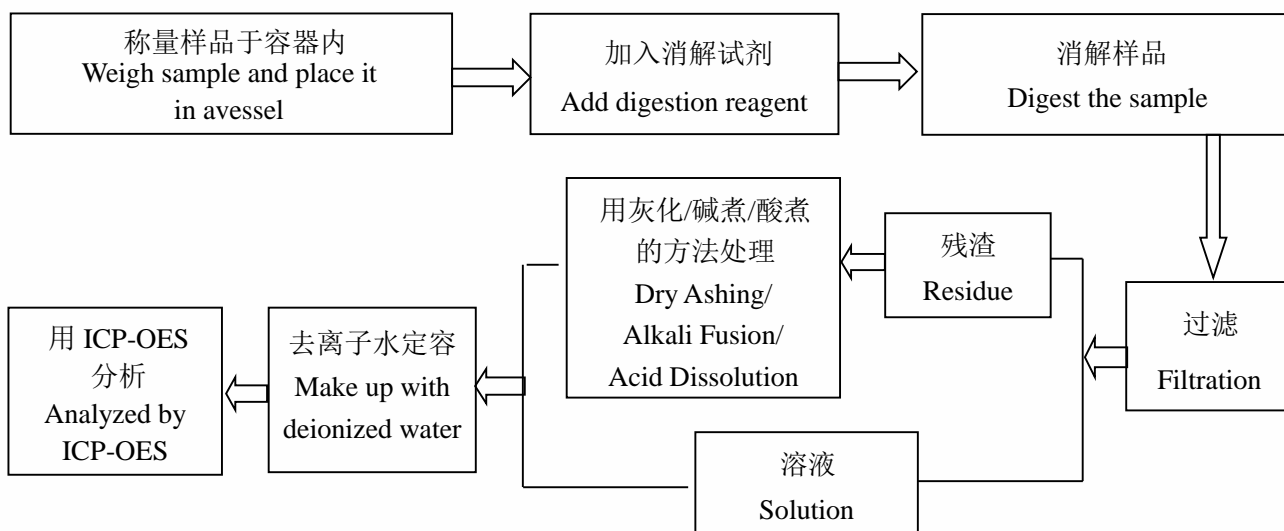 称量样品于容器内
Weigh sample and place it
in avessel
加入消解试剂
Add digestion reagent
消解样品
Digest the sample
过滤
Filtration
残渣
Residue
用灰化/碱煮/酸煮
的方法处理
Dry Ashing/
Alkali Fusion/
Acid Dissolution
溶液
Solution
去离子水定容
Make up with
deionized water
用 ICP-OES
分析
Analyzed by
ICP-OES